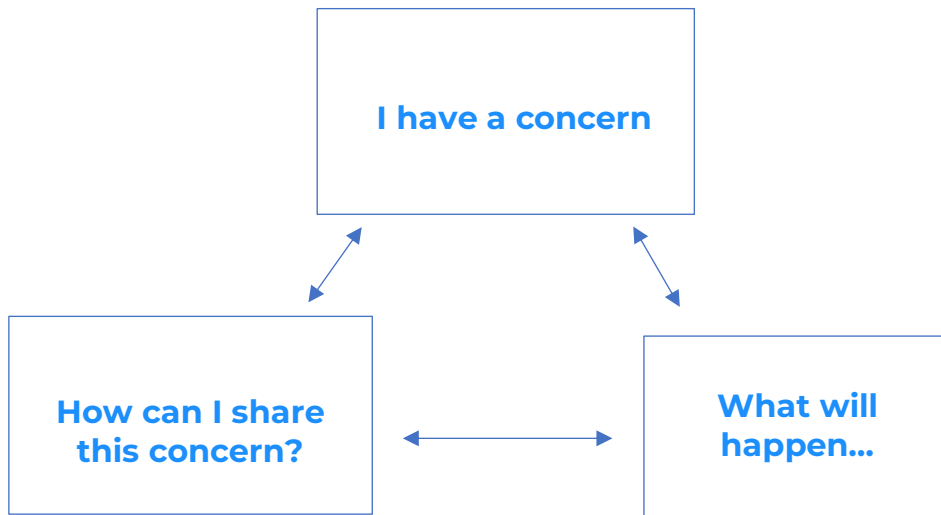 I have a concern
How can I share
this concern?
What will
happen...